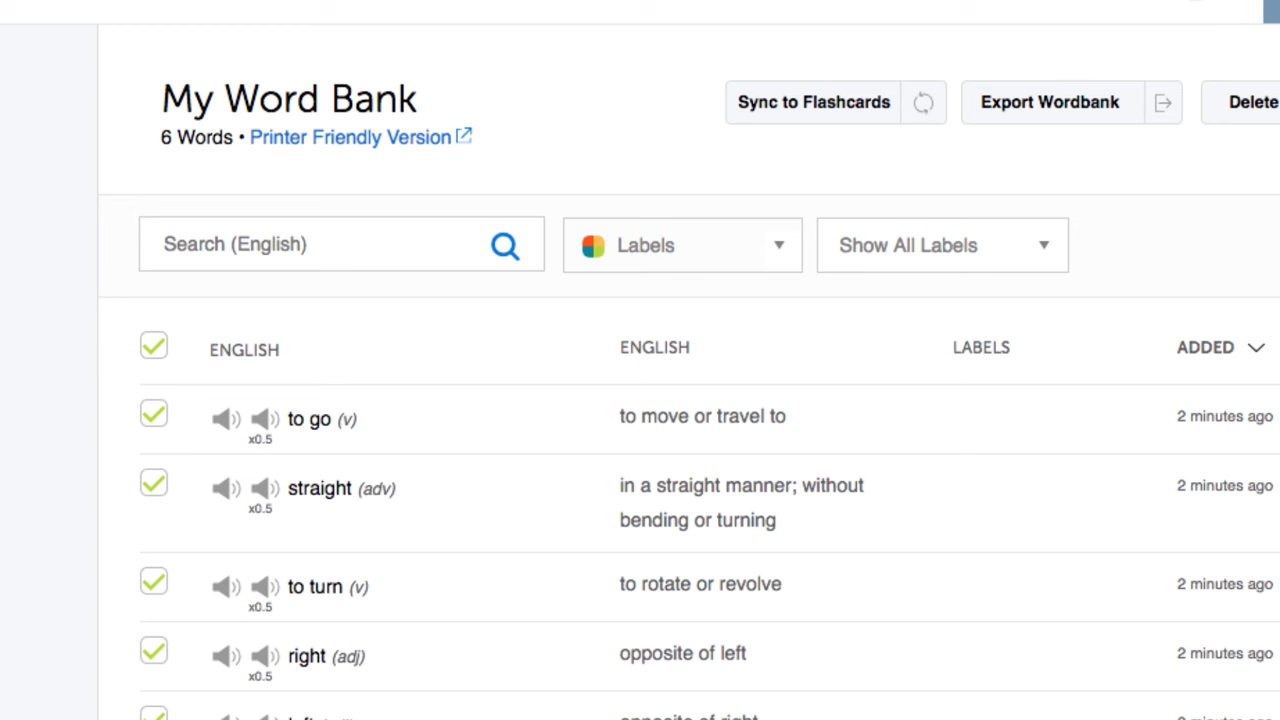 My Word Bank
6 Words • Printer Friendly Version
Sync to Flashcards
Export Wordbank
Delete
Search (English)
Labels
Show All Labels
ENGLISH ENGLISH LABELS ADDED
to go (v) to move or travel to 2 minutes ago
x0.5
straight (adv) in a straight manner; without 2 minutes ago
x0.5
bending or turning
to turn (v) to rotate or revolve 2 minutes ago
x0.5
right (adj) opposite of left 2 minutes ago
x0.5
opposite of right